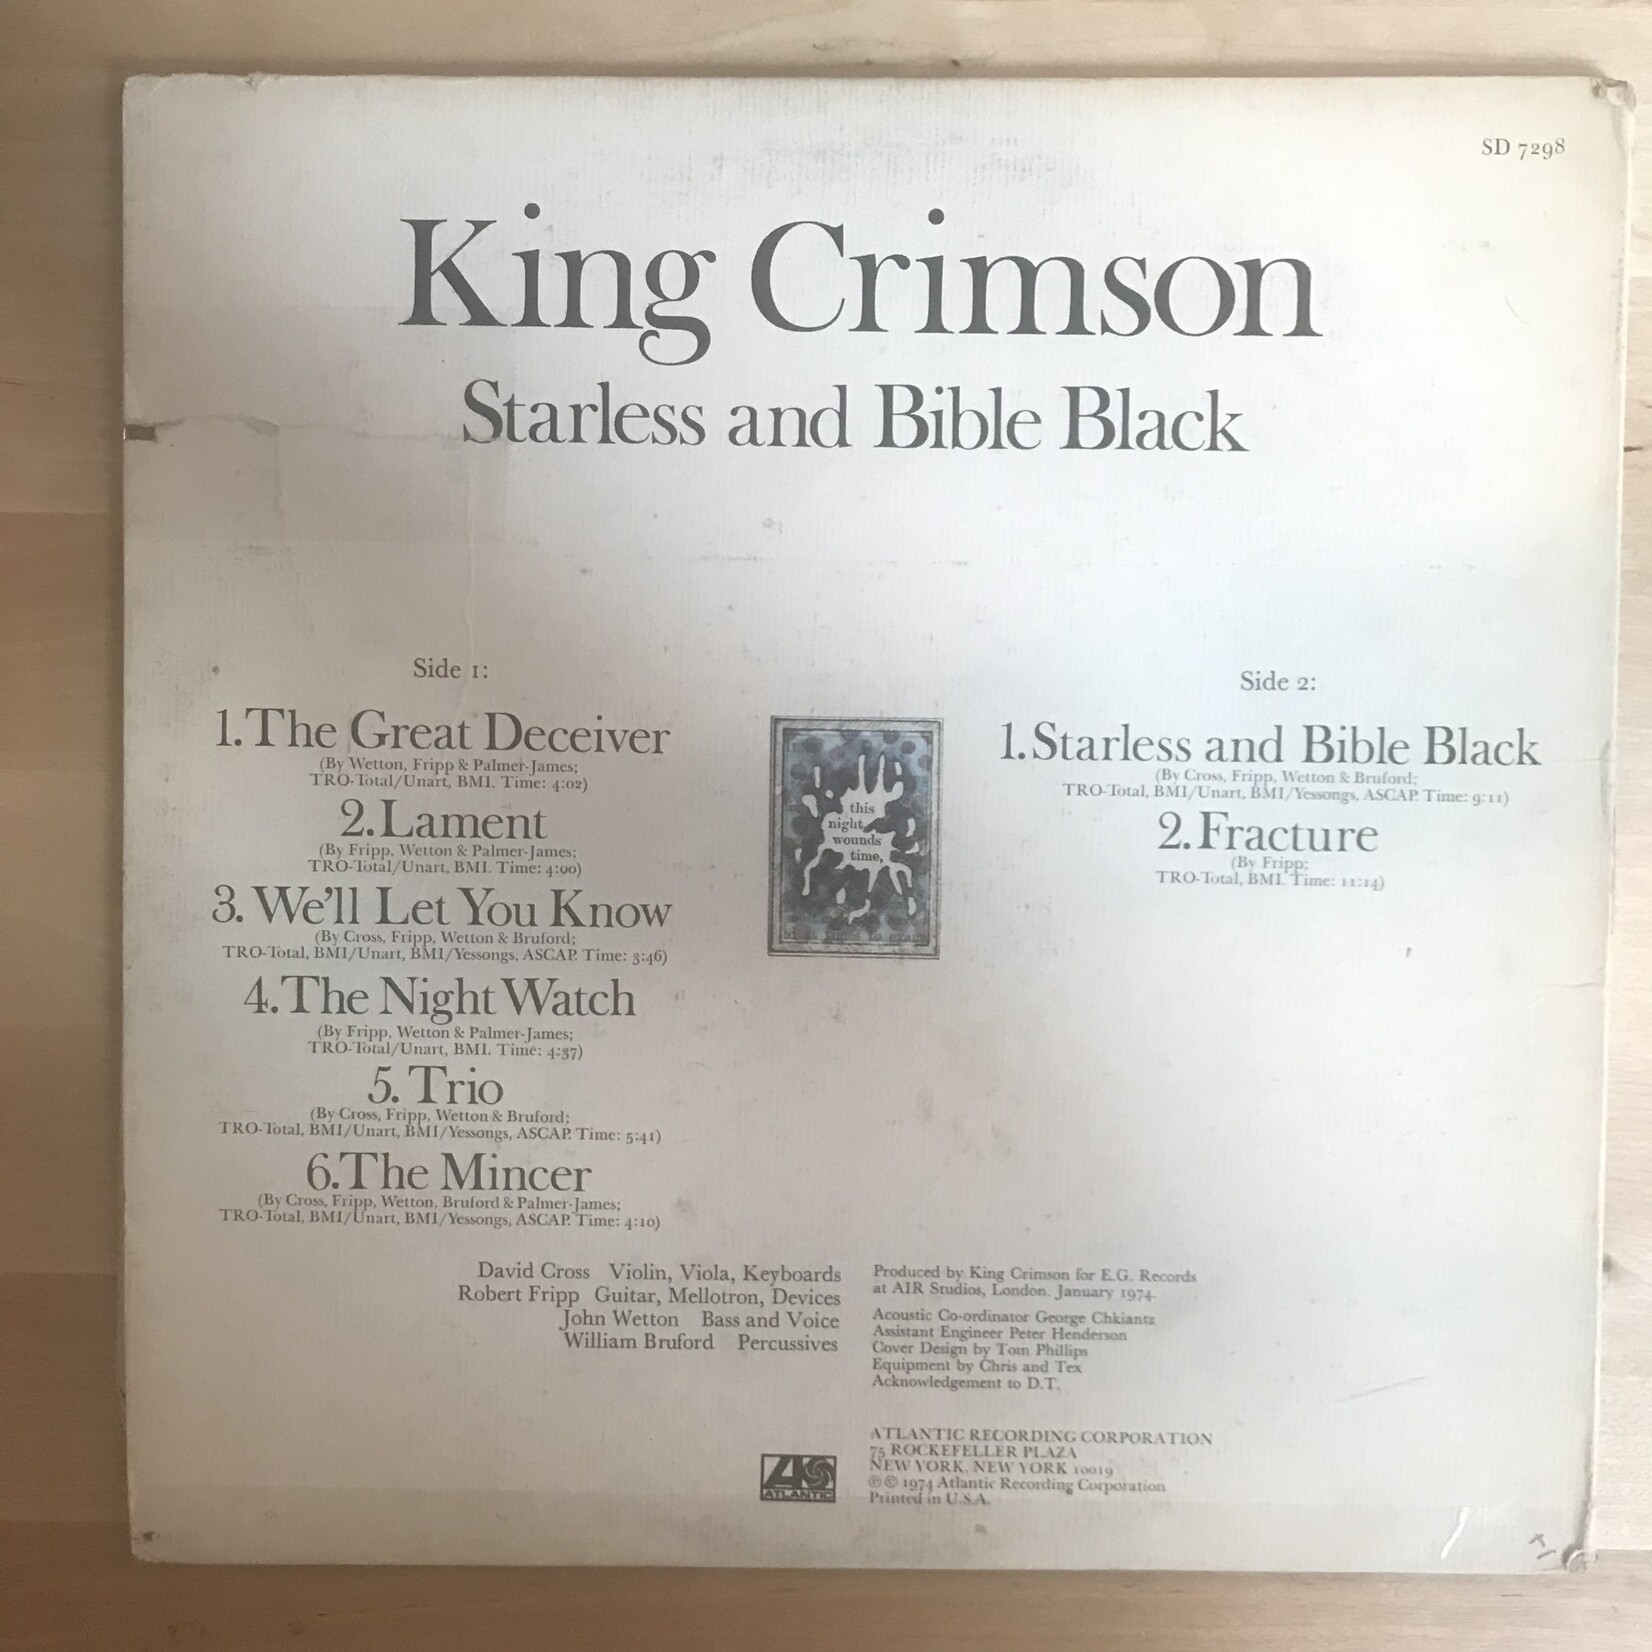 SD 7298
King Crimson
Starless and Bible Black
Side 1:
1. The Great Deceiver
(By Wetton, Fripp & Palmer-James;
TRO-Total/Unart, BMI. Time: 4:02)
2. Lament
(By Fripp, Wetton & Palmer-James;
TRO-Total/Unart, BMI. Time: 4:00)
3. We'll Let You Know
(By Cross, Fripp, Wetton & Bruford;
TRO-Total, BMI/Unart, BMI/Yessongs, ASCAP. Time: 3:46)
4. The Night Watch
(By Fripp, Wetton & Palmer-James;
TRO-Total/Unart, BMI. Time: 4:37)
5. Trio
(By Cross, Fripp, Wetton & Bruford;
TRO-Total, BMI/Unart, BMI/Yessongs, ASCAP. Time: 5:41)
6. The Mincer
(By Cross, Fripp, Wetton, Bruford & Palmer-James;
TRO-Total, BMI/Unart, BMI/Yessongs, ASCAP. Time: 4:10)
this
night
wounds
time,
Side 2:
1. Starless and Bible Black
(By Cross, Fripp, Wetton & Bruford;
TRO-Total, BMI/Unart, BMI/Yessongs, ASCAP. Time: 9:11)
2. Fracture
(By Fripp;
TRO-Total, BMI. Time: 11:14)
David Cross Violin, Viola, Keyboards
Robert Fripp Guitar, Mellotron, Devices
John Wetton Bass and Voice
William Bruford Percussives
Produced by King Crimson for E.G. Records
at AIR Studios, London, January 1974.
Acoustic Co-ordinator George Chkiantz
Assistant Engineer Peter Henderson
Cover Design by Tom Phillips
Equipment by Chris and Tex
Acknowledgement to D.T.
ATLANTIC
ATLANTIC RECORDING CORPORATION
75 ROCKEFELLER PLAZA
NEW YORK, NEW YORK 10019
℗ © 1974 Atlantic Recording Corporation
Printed in U.S.A.